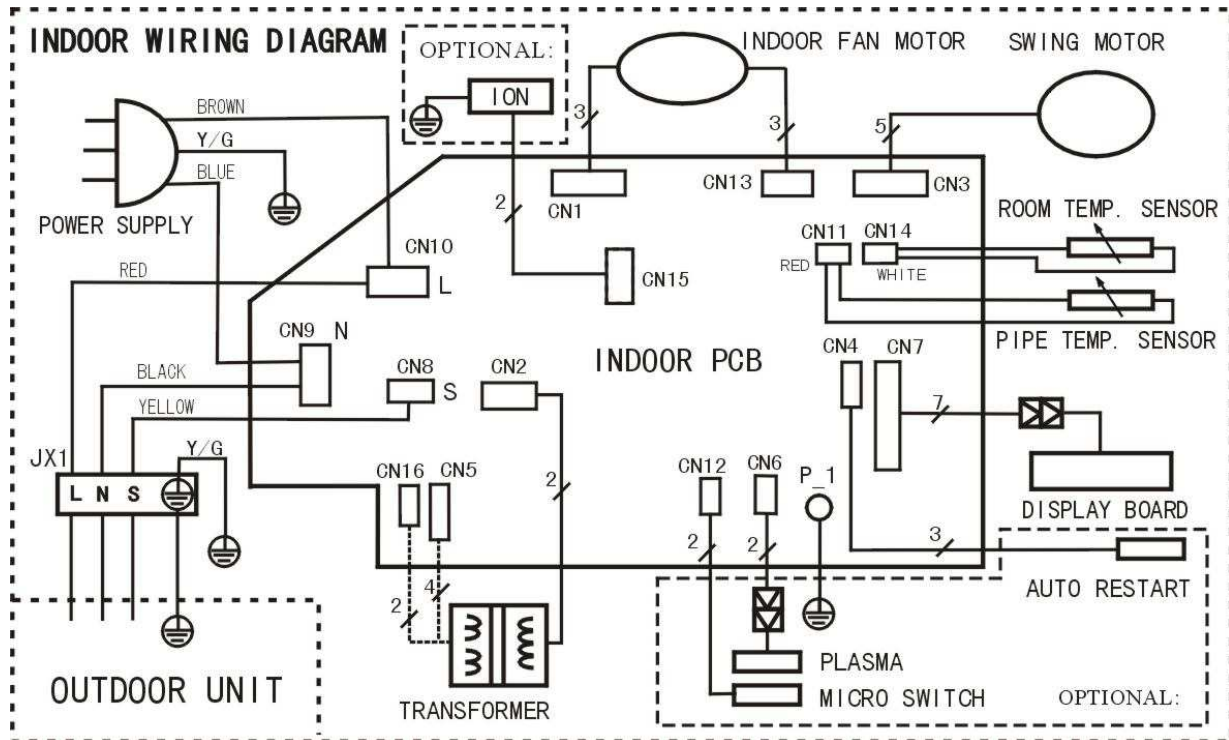 INDOOR WIRING DIAGRAM
OPTIONAL:
ION
INDOOR FAN MOTOR
SWING MOTOR
BROWN
Y/G
BLUE
POWER SUPPLY
3
3
5
2
CN1
CN13
CN3
CN10
L
RED
CN15
CN11
CN14
RED
WHITE
ROOM TEMP. SENSOR
PIPE TEMP. SENSOR
CN9
N
BLACK
YELLOW
CN8
S
CN2
INDOOR PCB
CN4
CN7
7
DISPLAY BOARD
JX1
Y/G
L N S
CN16
CN5
2
CN12
CN6
P_1
2
2
3
AUTO RESTART
2
4
TRANSFORMER
PLASMA
MICRO SWITCH
OPTIONAL:
OUTDOOR UNIT